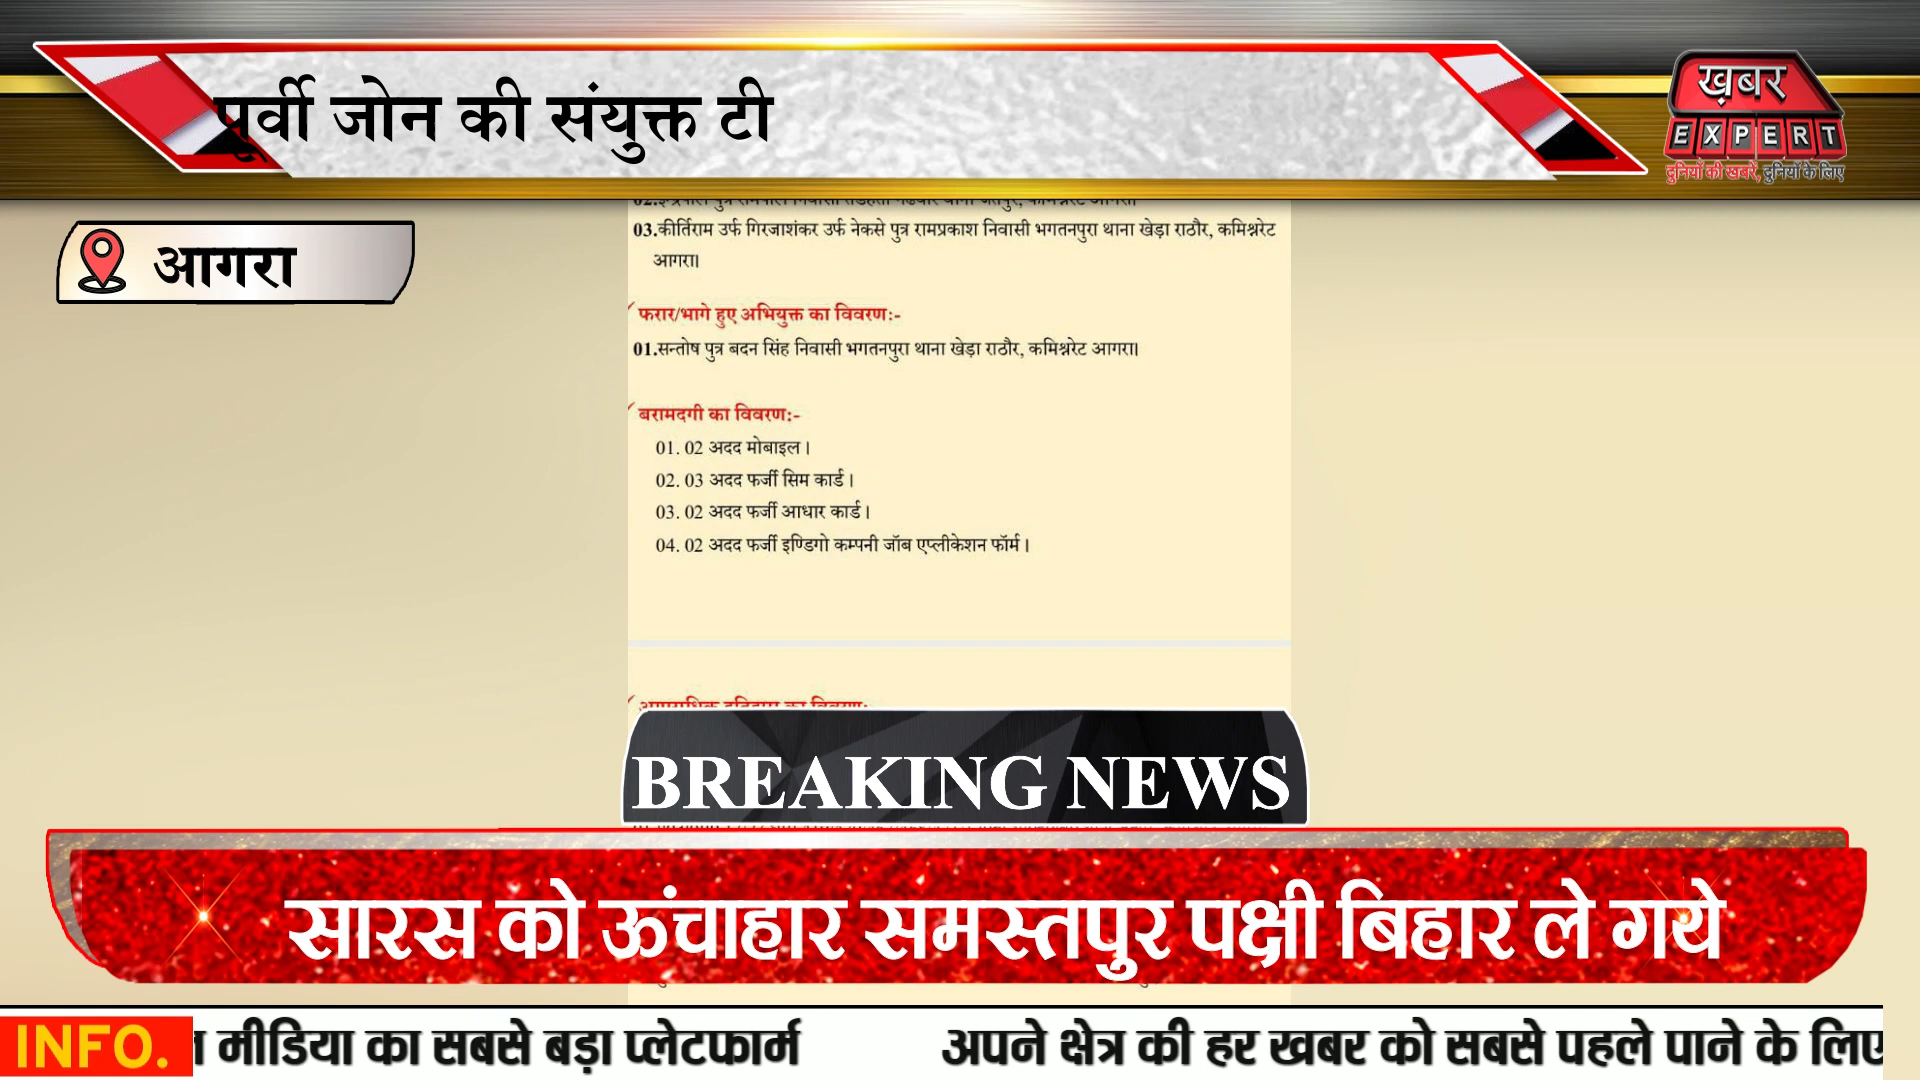 पूर्वी जोन की संयुक्त टी
ख़बर
EXPERT
दुनियाँ की खबरें, दुनियाँ के लिए
आगरा
03.कीर्तिराम उर्फ गिरजाशंकर उर्फ नेकसे पुत्र रामप्रकाश निवासी भगतनपुरा थाना खेड़ा राठौर, कमिश्नरेट
आगरा।
फरार/भागे हुए अभियुक्त का विवरण:-
01.सन्तोष पुत्र बदन सिंह निवासी भगतनपुरा थाना खेड़ा राठौर, कमिश्नरेट आगरा।
बरामदगी का विवरण:-
01. 02 अदद मोबाइल।
02. 03 अदद फर्जी सिम कार्ड।
03. 02 अदद फर्जी आधार कार्ड।
04. 02 अदद फर्जी इण्डिगो कम्पनी जॉब एप्लीकेशन फॉर्म।
BREAKING NEWS
सारस को ऊंचाहार समस्तपुर पक्षी बिहार ले गये
INFO.
मीडिया का सबसे बड़ा प्लेटफार्म अपने क्षेत्र की हर खबर को सबसे पहले पाने के लिए